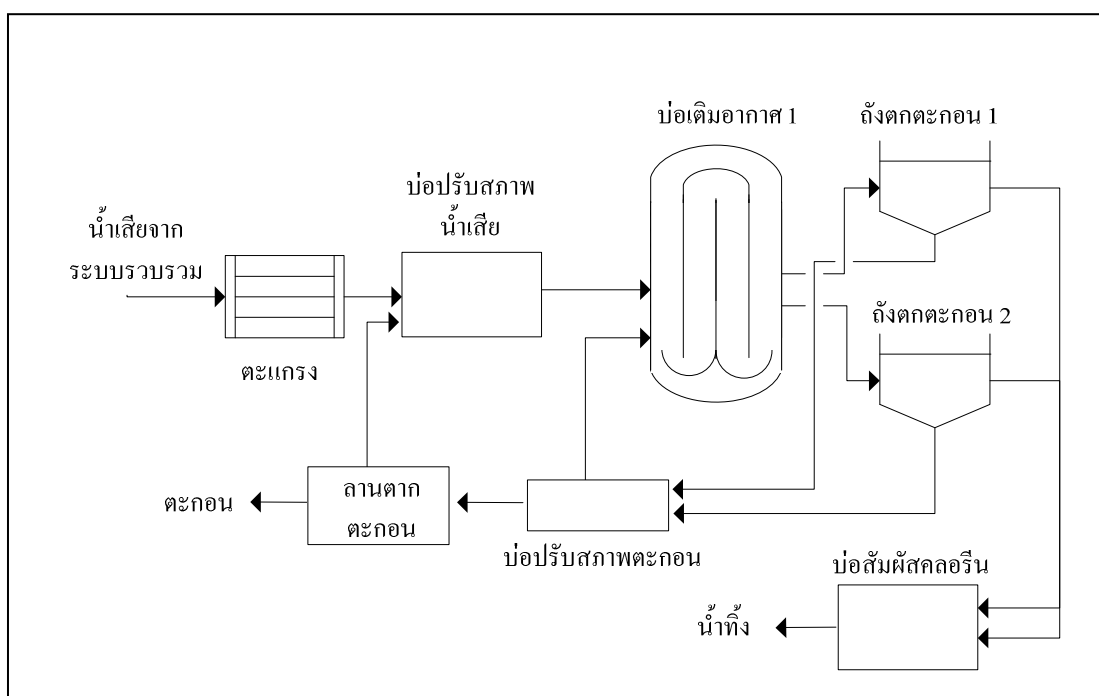 บ่อเติมอากาศ 1
ถังตกตะกอน 1
บ่อปรับสภาพ
น้ำเสีย
น้ำเสียจาก
ระบบรวบรวม
ถังตกตะกอน 2
ตะแกรง
ตะกอน
ลานตาก
ตะกอน
บ่อปรับสภาพตะกอน
บ่อสัมผัสคลอรีน
น้ำทิ้ง